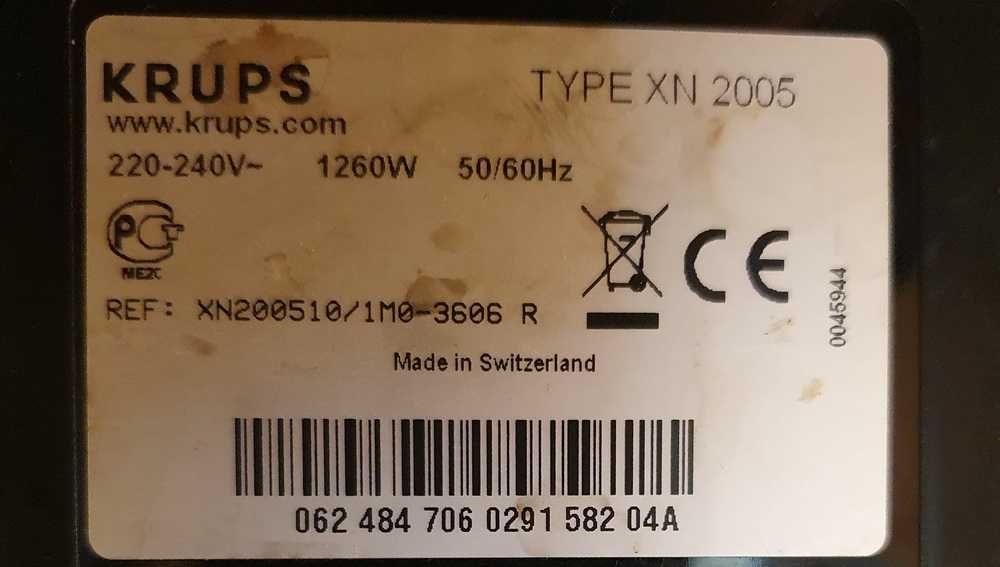 KRUPS
TYPE XN 2005
www.krups.com
220-240V~ 1260W 50/60Hz
ME20
REF: XN200510/1M0-3606 R
0045944
Made in Switzerland
062 484 706 0291 582 04A